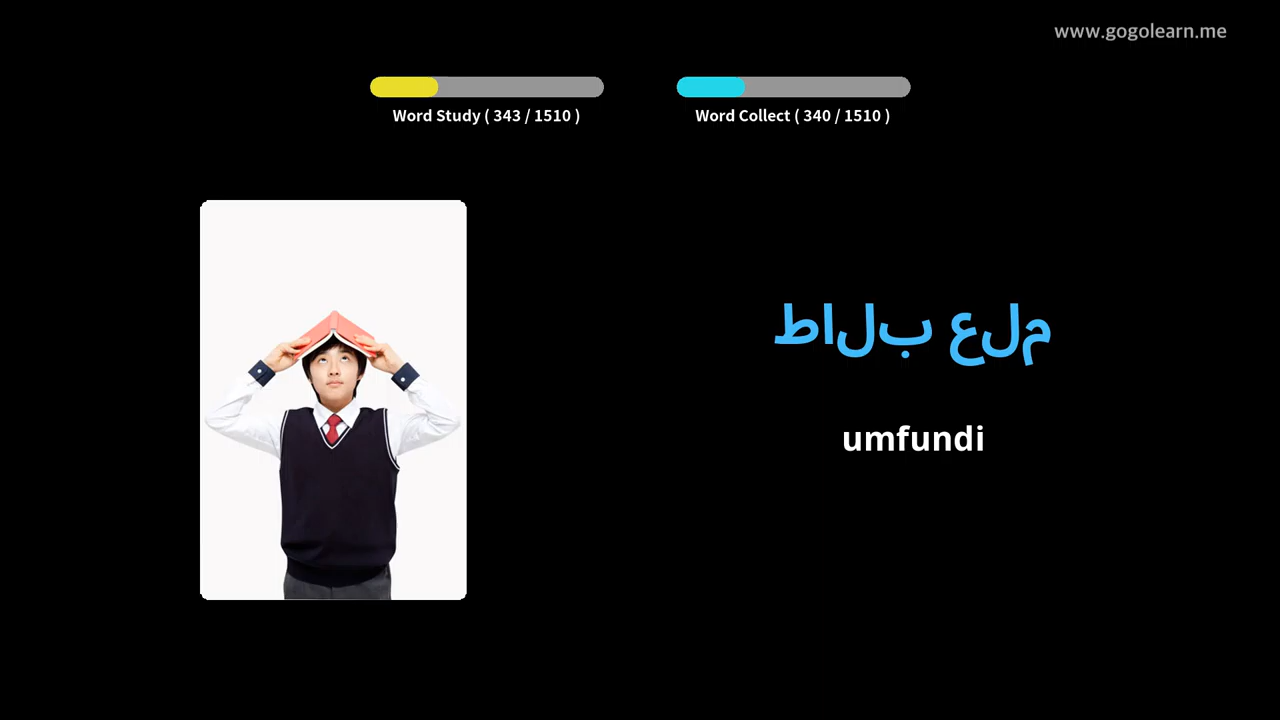 www.gogolearn.me
Word Study ( 343 / 1510 )
Word Collect ( 340 / 1510 )
طالب علم
umfundi